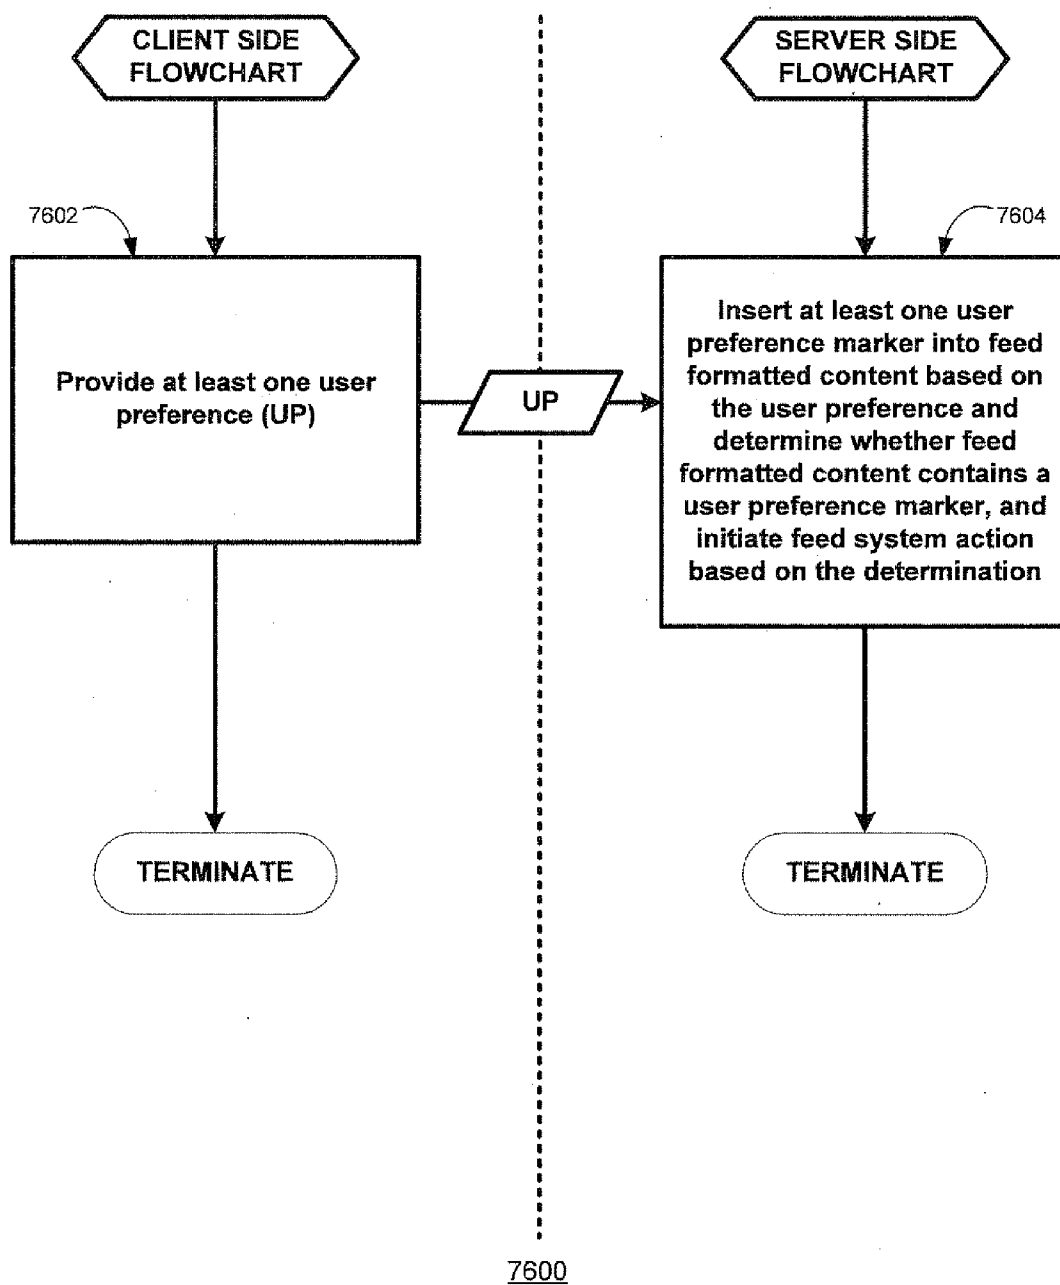 CLIENT SIDE
FLOWCHART
SERVER SIDE
FLOWCHART
7602
7604
Provide at least one user
preference (UP)
UP
Insert at least one user
preference marker into feed
formatted content based on
the user preference and
determine whether feed
formatted content contains a
user preference marker, and
initiate feed system action
based on the determination
TERMINATE
TERMINATE
7600